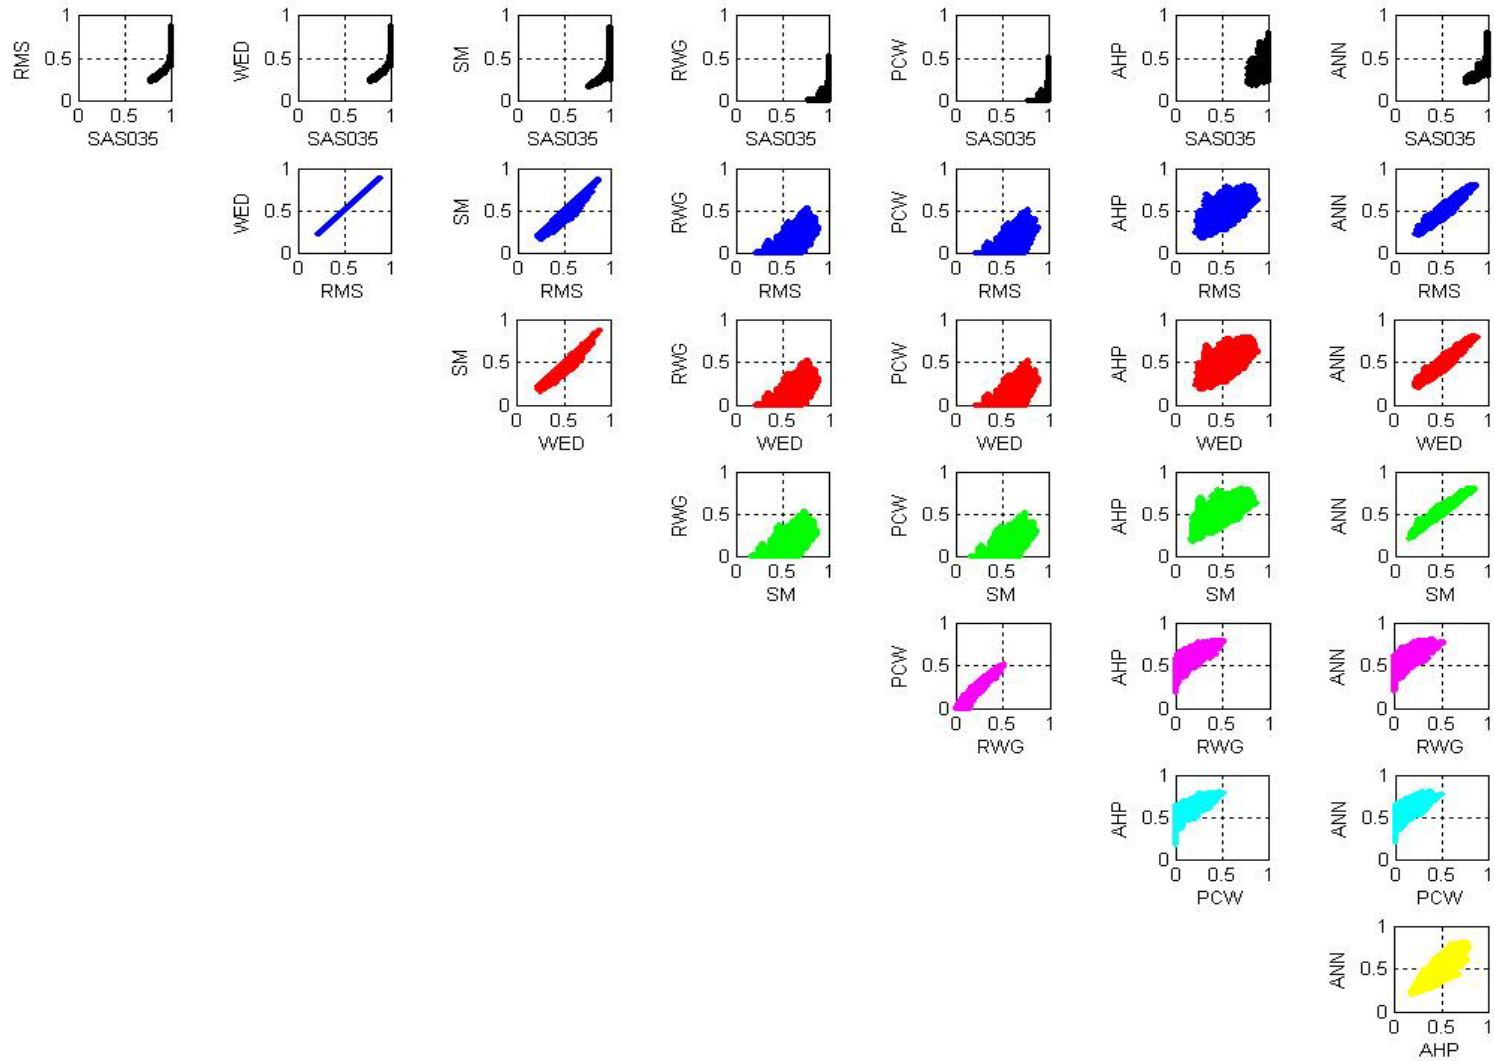 1 1 1 1 1 1 1
RMS 0.5 WED 0.5 SM 0.5 RWG 0.5 PCW 0.5 AHP 0.5 ANN 0.5
0 0 0 0 0 0 0
0 0.5 1 0 0.5 1 0 0.5 1 0 0.5 1 0 0.5 1 0 0.5 1 0 0.5 1
SAS035 SAS035 SAS035 SAS035 SAS035 SAS035 SAS035
1 1 1 1 1 1
WED 0.5 SM 0.5 RWG 0.5 PCW 0.5 AHP 0.5 ANN 0.5
0 0 0 0 0 0
0 0.5 1 0 0.5 1 0 0.5 1 0 0.5 1 0 0.5 1 0 0.5 1
RMS RMS RMS RMS RMS RMS
1 1 1 1 1
SM 0.5 RWG 0.5 PCW 0.5 AHP 0.5 ANN 0.5
0 0 0 0 0
0 0.5 1 0 0.5 1 0 0.5 1 0 0.5 1 0 0.5 1
WED WED WED WED WED
1 1 1 1
RWG 0.5 PCW 0.5 AHP 0.5 ANN 0.5
0 0 0 0
0 0.5 1 0 0.5 1 0 0.5 1 0 0.5 1
SM SM SM SM
1 1 1
PCW 0.5 AHP 0.5 ANN 0.5
0 0 0
0 0.5 1 0 0.5 1 0 0.5 1
RWG RWG RWG
1 1
AHP 0.5 ANN 0.5
0 0
0 0.5 1 0 0.5 1
PCW PCW
1
ANN 0.5
0
0 0.5 1
AHP